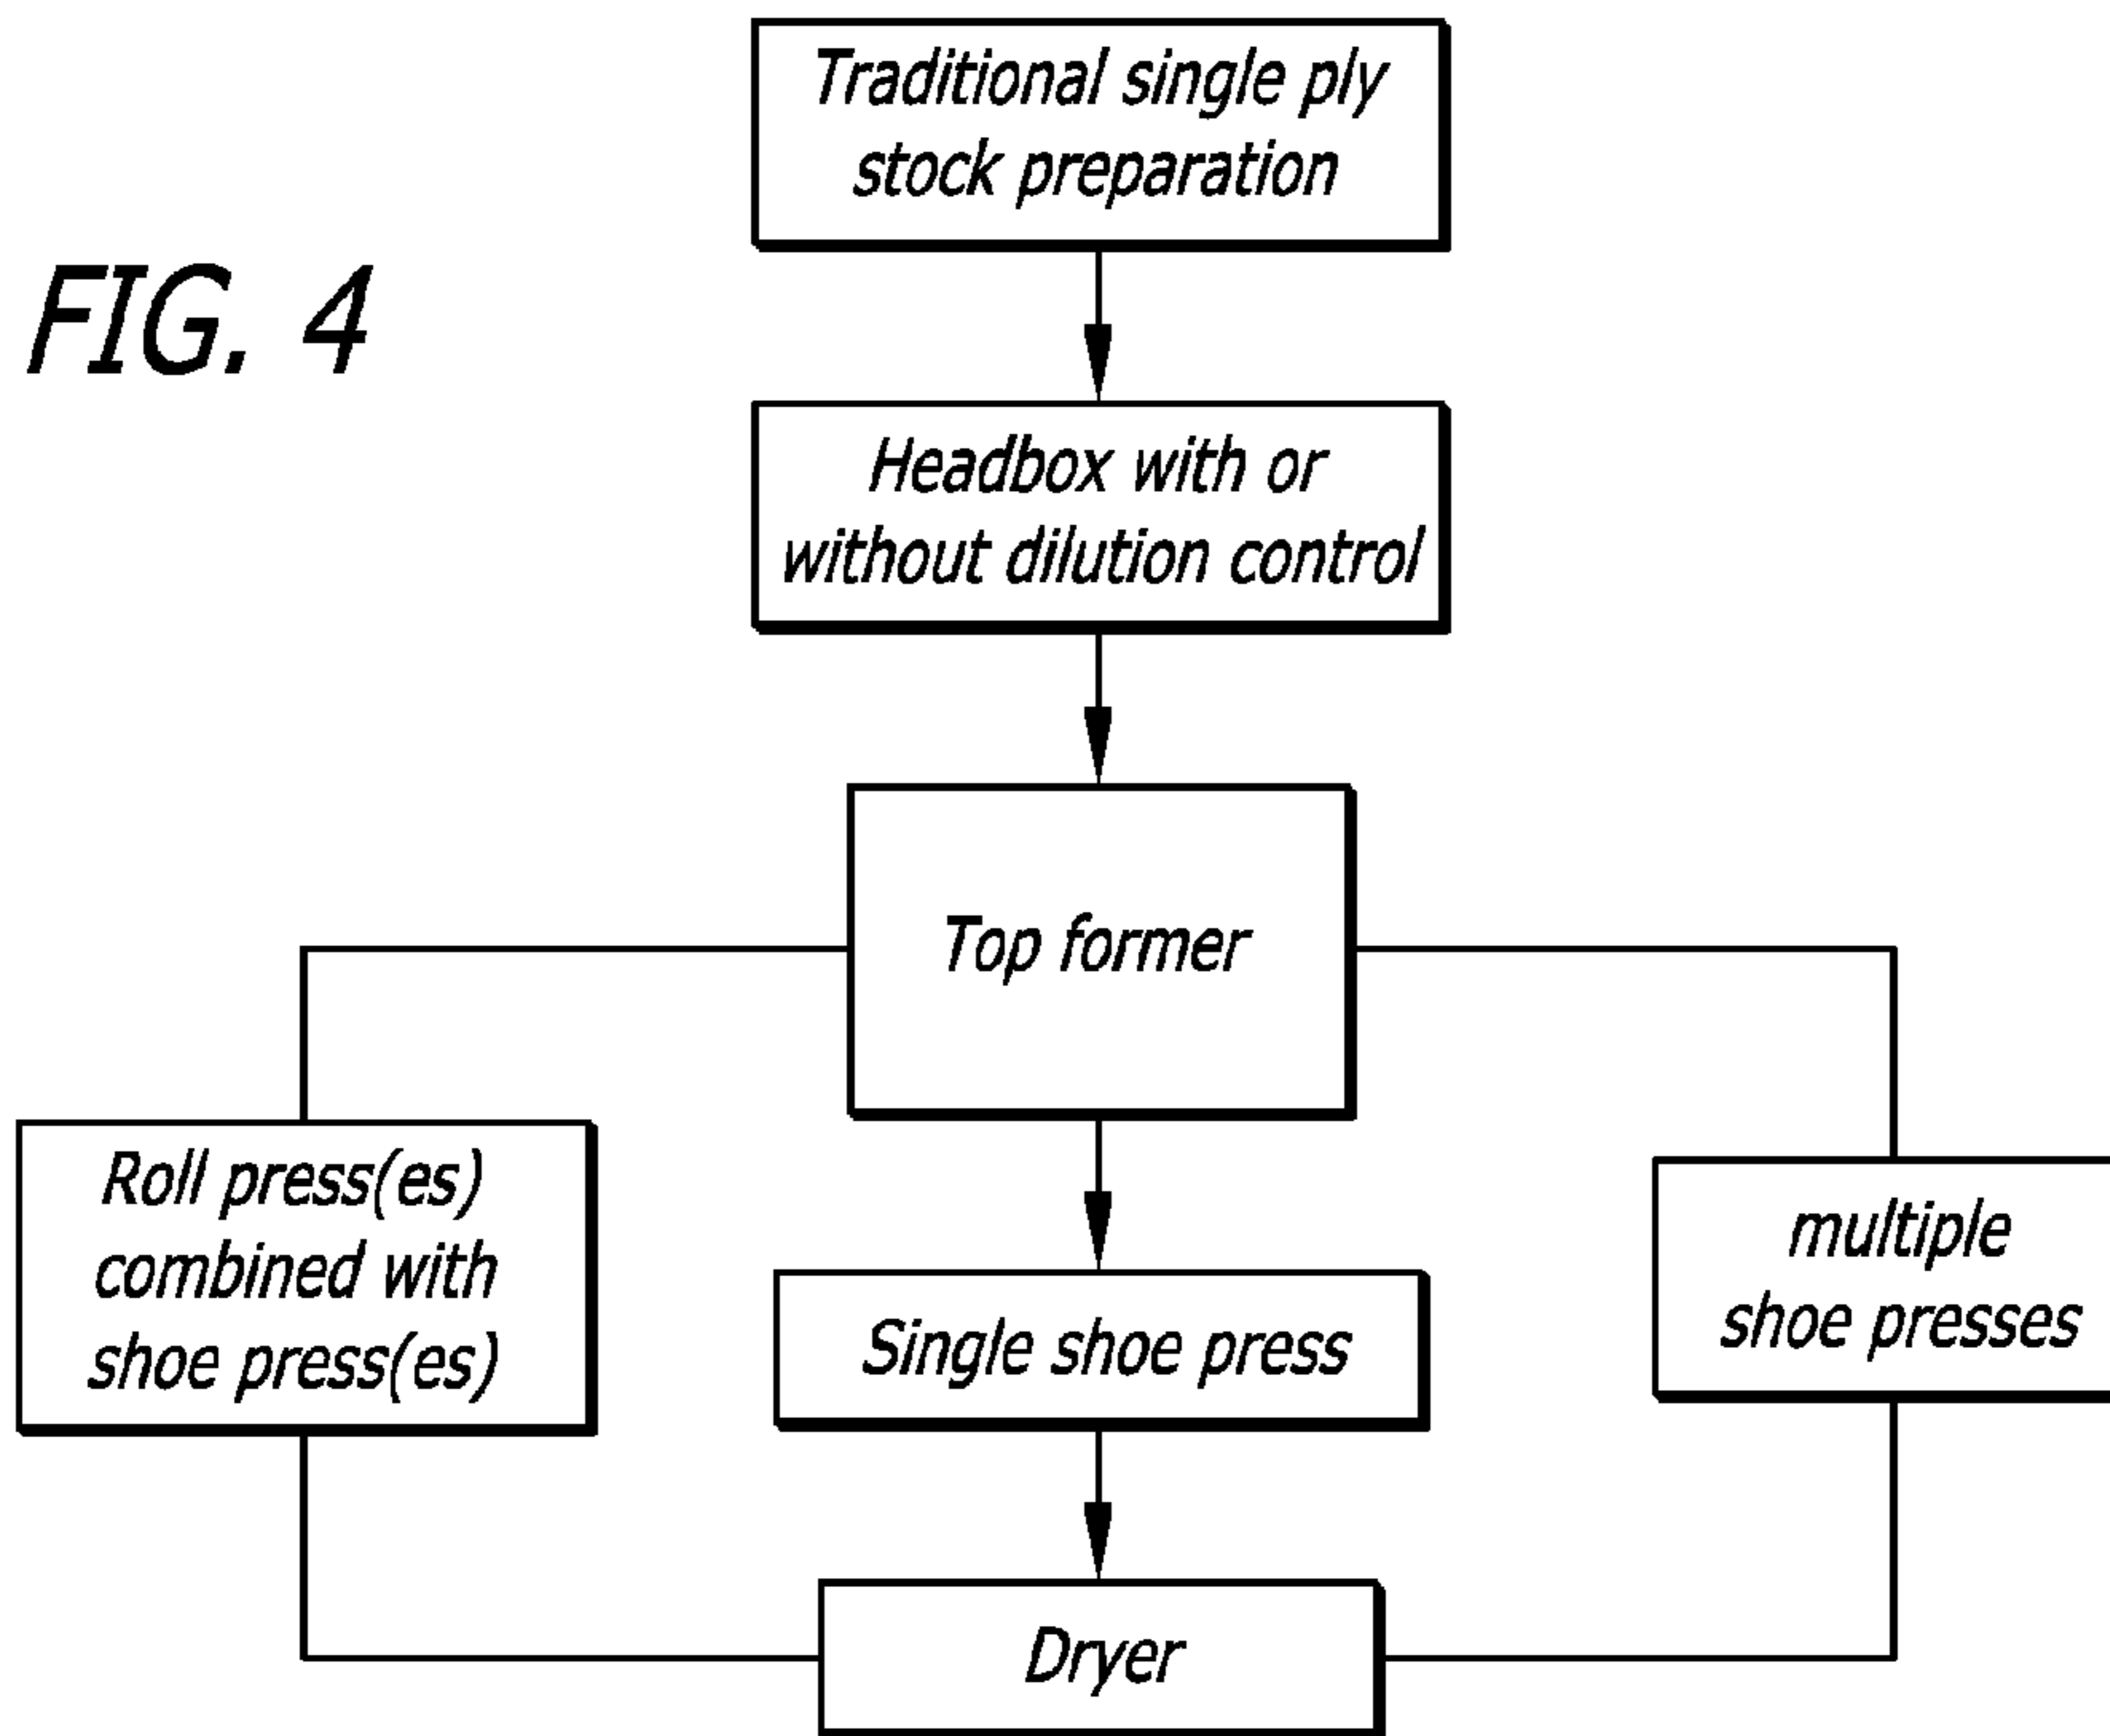 Traditional single ply
stock preparation
FIG. 4
Headbox with or
without dilution control
Top former
Roll press(es)
combined with
shoe press(es)
Single shoe press
multiple
shoe presses
Dryer